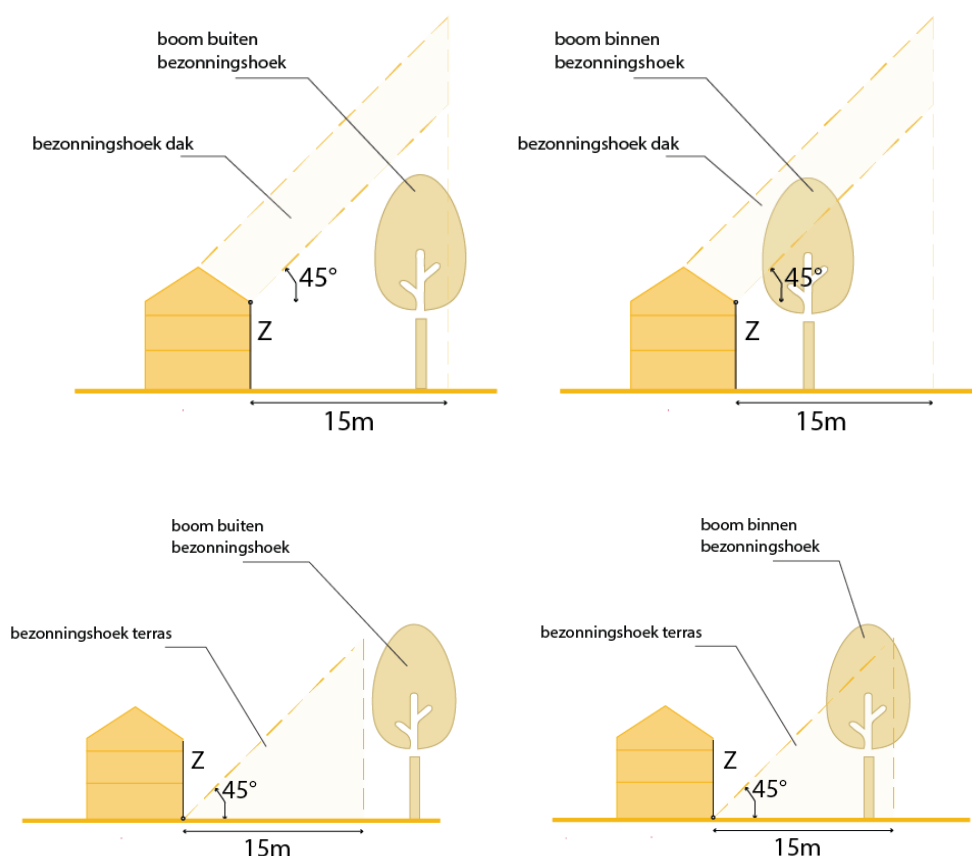 boom buiten
bezonningshoek
bezonningshoek dak
45°
Z
15m
boom binnen
bezonningshoek
bezonningshoek dak
45°
Z
15m
boom buiten
bezonningshoek
bezonningshoek terras
Z
45°
15m
boom binnen
bezonningshoek
bezonningshoek terras
Z
45°
15m